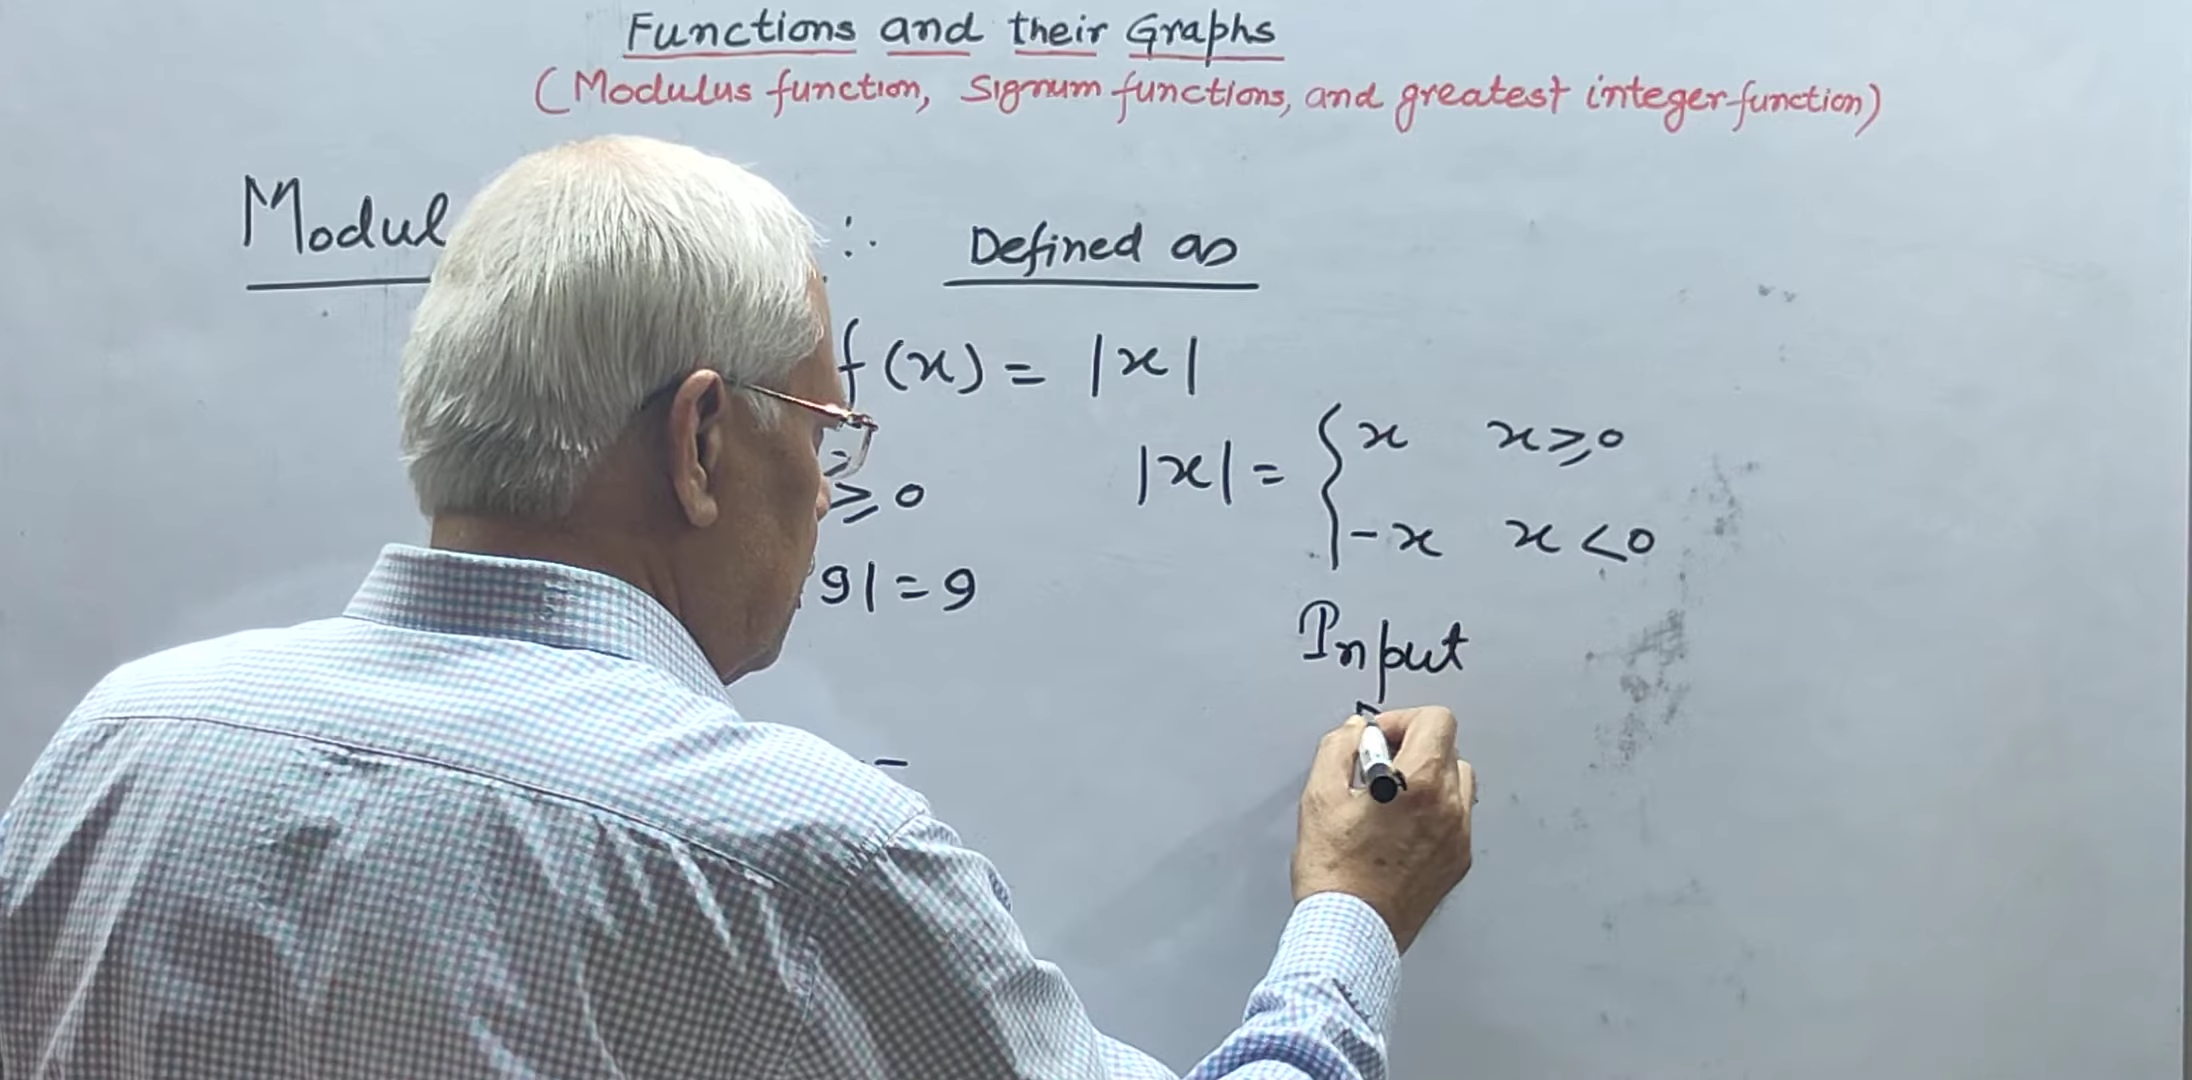 Functions and their Graphs
(Modulus function, Signum functions, and greatest integer function)
Defined as
f(x) = |x|
|x| = { x x ≥ 0
-x x < 0
≥ 0
9| = 9
Input